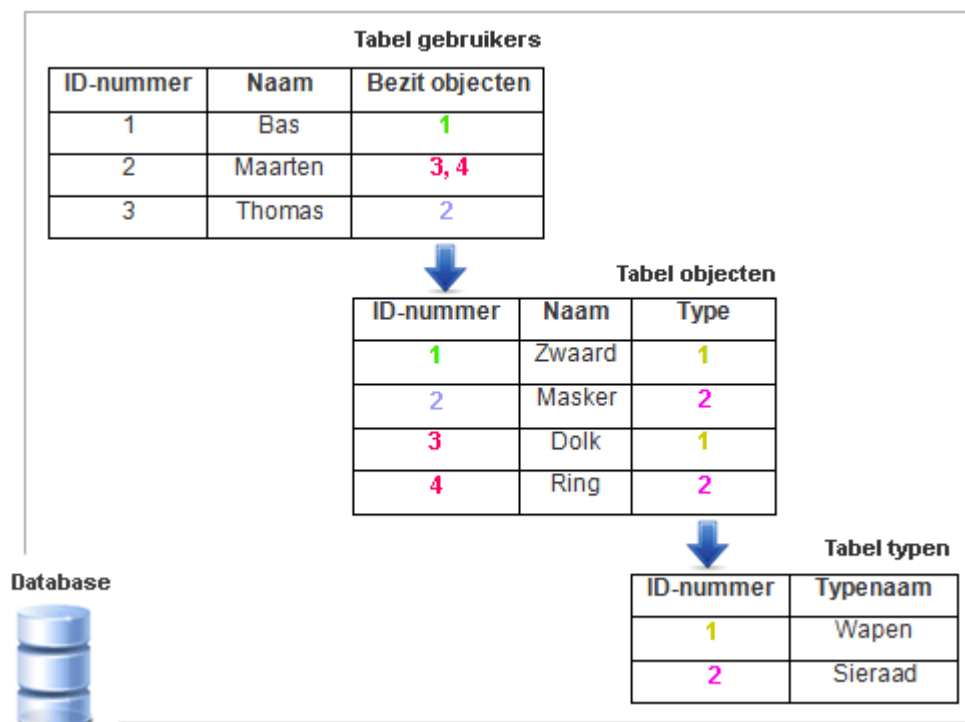 Tabel gebruikers
ID-nummer Naam Bezit objecten
1 Bas 1
2 Maarten 3, 4
3 Thomas 2
Tabel objecten
ID-nummer Naam Type
1 Zwaard 1
2 Masker 2
3 Dolk 1
4 Ring 2
Tabel typen
ID-nummer Typenaam
1 Wapen
2 Sieraad
Database